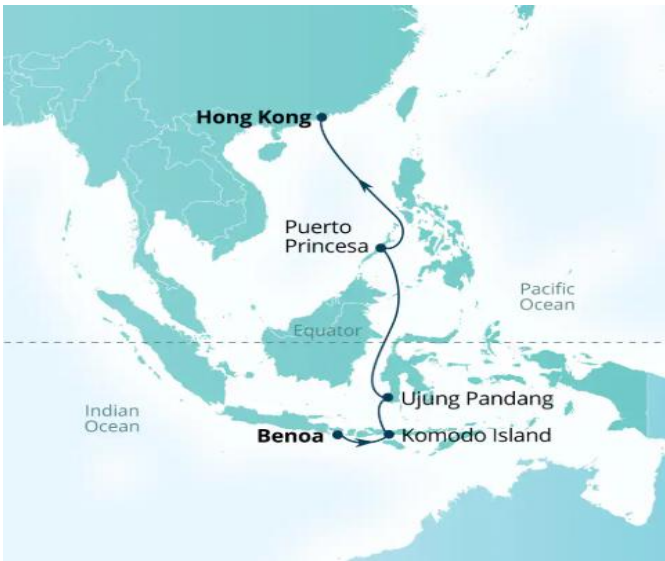 Hong Kong
Puerto
Princesa
Pacific
Ocean
Equator
Ujung Pandang
Indian
Ocean
Benoa
Komodo Island